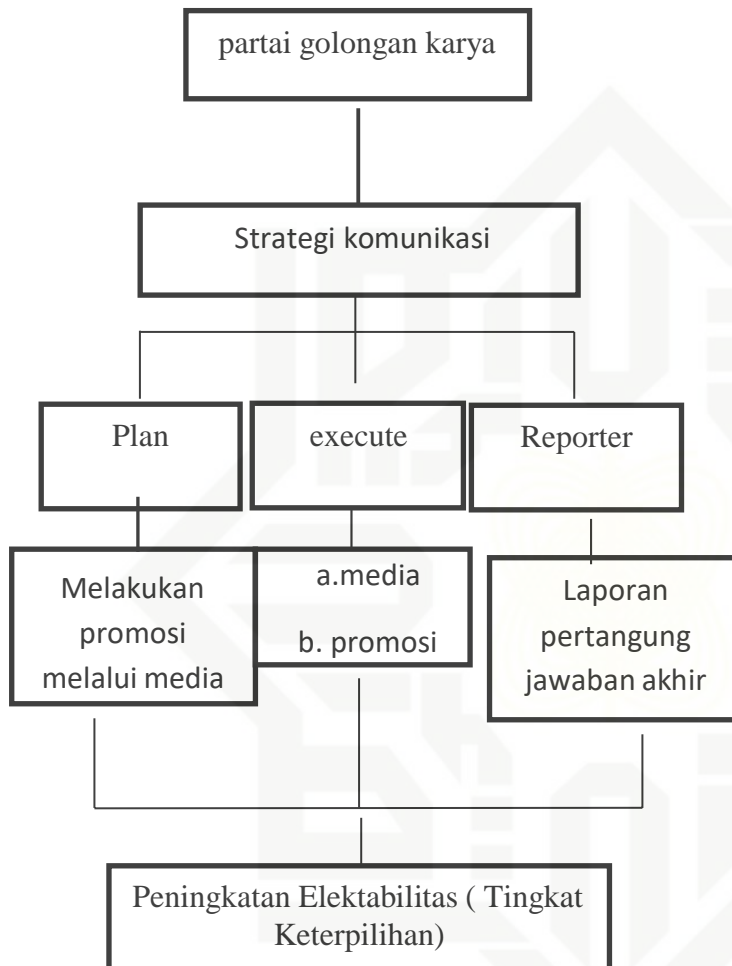 partai golongan karya
Strategi komunikasi
Plan
execute
Reporter
Melakukan
promosi
melalui media
a.media
b. promosi
Laporan
pertangung
jawaban akhir
Peningkatan Elektabilitas ( Tingkat
Keterpilihan)